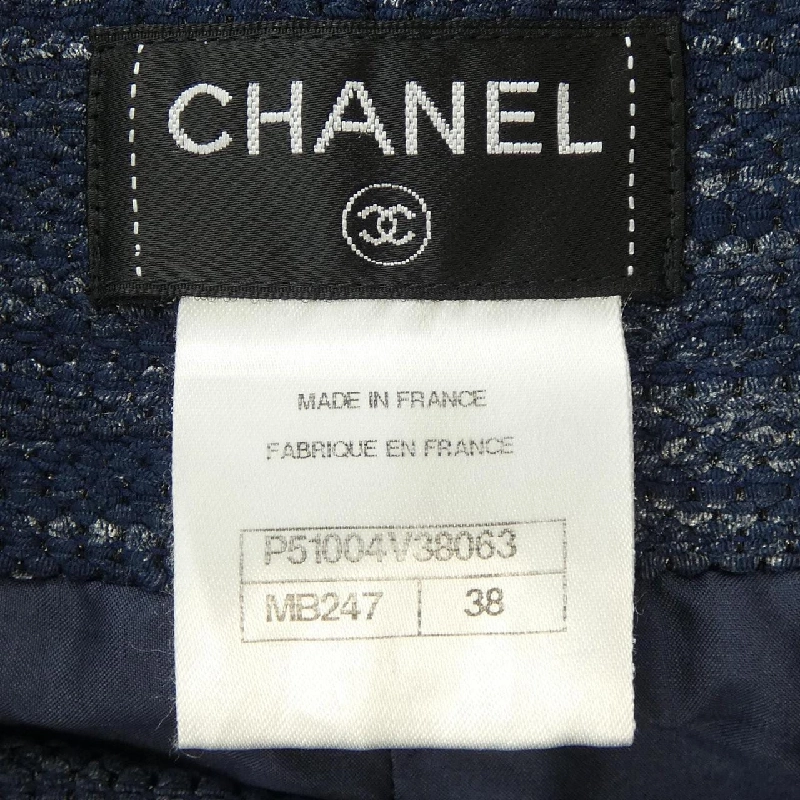 CHANEL
MADE IN FRANCE
FABRIQUE EN FRANCE
P51004V38063
MB247 38